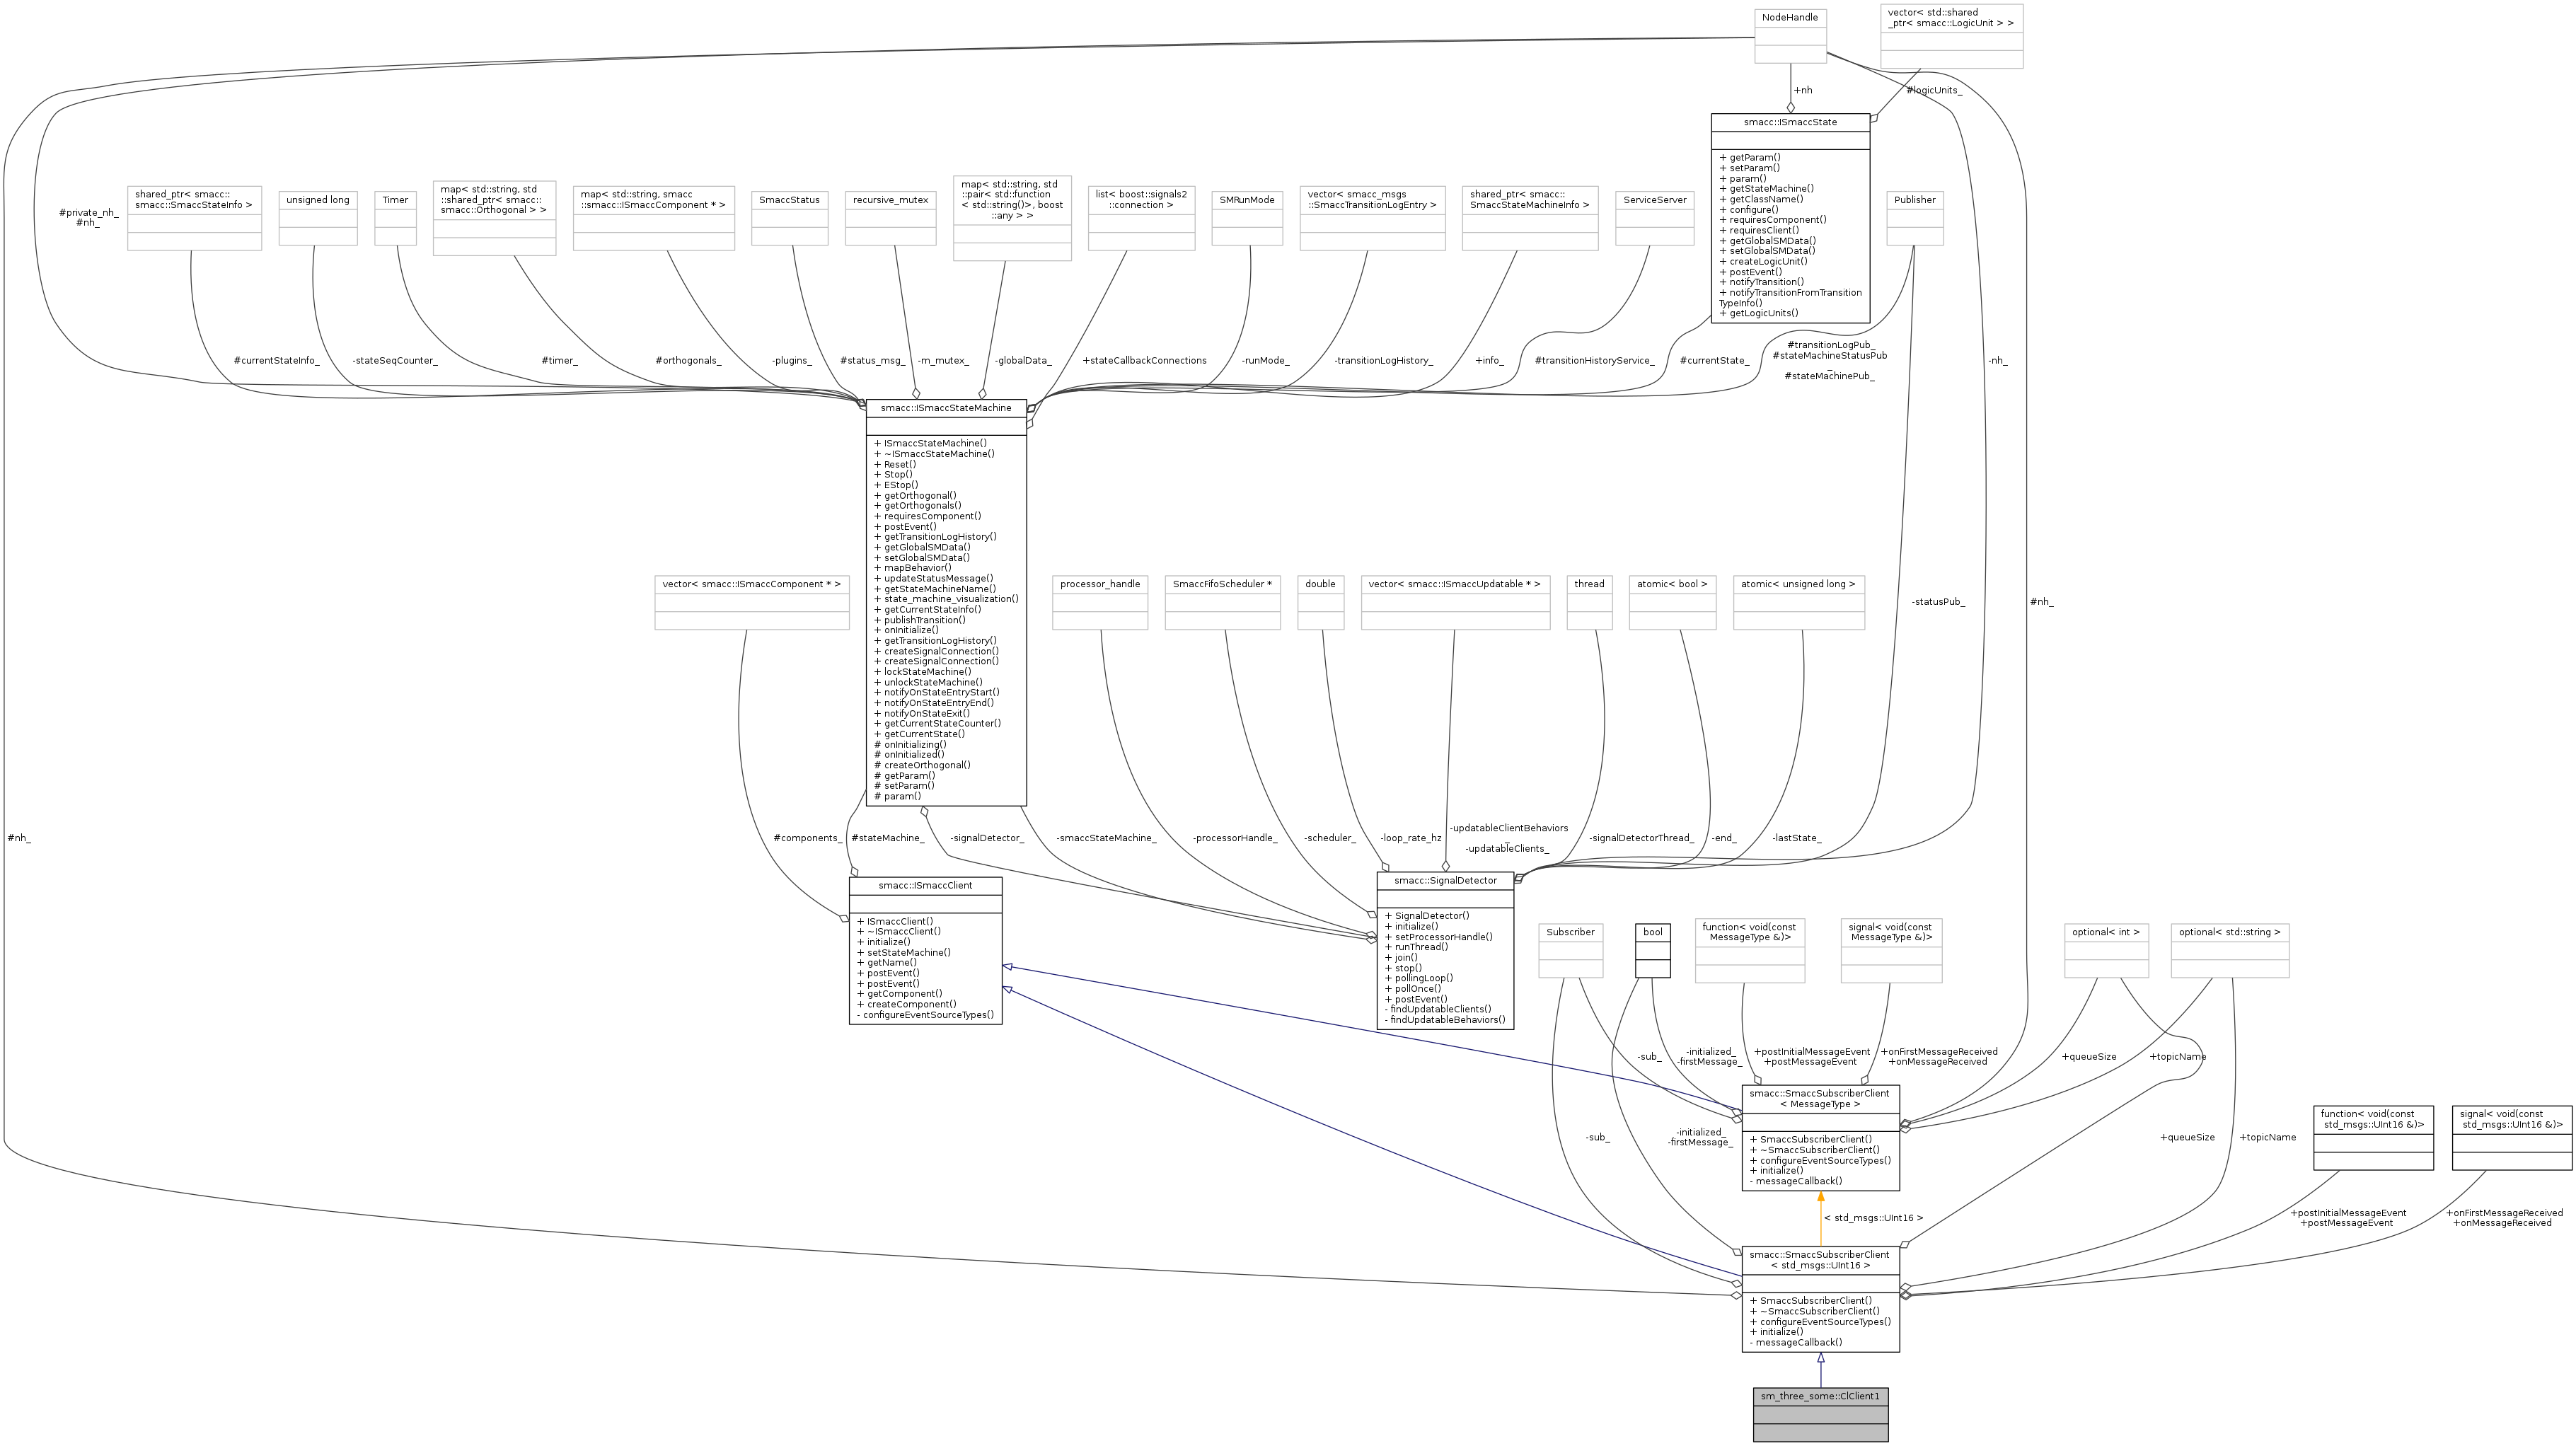 NodeHandle
vector< std::shared
_ptr< smacc::LogicUnit > >
+nh
#logicUnits_
smacc::ISmaccState
+ getParam()
+ setParam()
+ param()
+ getStateMachine()
+ getClassName()
+ configure()
+ requiresComponent()
+ requiresClient()
+ getGlobalSMData()
+ setGlobalSMData()
+ createLogicUnit()
+ postEvent()
+ notifyTransition()
+ notifyTransitionFromTransition
TypeInfo()
+ getLogicUnits()
#private_nh_
#nh_
shared_ptr< smacc::
smacc::SmaccStateInfo >
unsigned long
Timer
map< std::string, std
::shared_ptr< smacc::
smacc::Orthogonal > >
map< std::string, smacc
::smacc::ISmaccComponent * >
SmaccStatus
recursive_mutex
map< std::string, std
::pair< std::function
< std::string()>, boost
::any > >
list< boost::signals2
::connection >
SMRunMode
vector< smacc_msgs
::SmaccTransitionLogEntry >
shared_ptr< smacc::
SmaccStateMachineInfo >
ServiceServer
Publisher
#currentStateInfo_
-stateSeqCounter_
#timer_
#orthogonals_
-plugins_
#status_msg_
-m_mutex_
-globalData_
+stateCallbackConnections
-runMode_
-transitionLogHistory_
+info_
#transitionHistoryService_
#currentState_
#transitionLogPub_
#stateMachineStatusPub
_
#stateMachinePub_
-nh_
smacc::ISmaccStateMachine
+ ISmaccStateMachine()
+ ~ISmaccStateMachine()
+ Reset()
+ Stop()
+ EStop()
+ getOrthogonal()
+ getOrthogonals()
+ requiresComponent()
+ postEvent()
+ getTransitionLogHistory()
+ getGlobalSMData()
+ setGlobalSMData()
+ mapBehavior()
+ updateStatusMessage()
+ getStateMachineName()
+ state_machine_visualization()
+ getCurrentStateInfo()
+ publishTransition()
+ onInitialize()
+ getTransitionLogHistory()
+ createSignalConnection()
+ createSignalConnection()
+ lockStateMachine()
+ unlockStateMachine()
+ notifyOnStateEntryStart()
+ notifyOnStateEntryEnd()
+ notifyOnStateExit()
+ getCurrentStateCounter()
+ getCurrentState()
# onInitializing()
# onInitialized()
# createOrthogonal()
# getParam()
# setParam()
# param()
vector< smacc::ISmaccComponent * >
processor_handle
SmaccFifoScheduler *
double
vector< smacc::ISmaccUpdatable * >
thread
atomic< bool >
atomic< unsigned long >
-statusPub_
#nh_
#nh_
#components_
#stateMachine_
-signalDetector_
-smaccStateMachine_
-processorHandle_
-scheduler_
-loop_rate_hz
-updatableClientBehaviors
_
-updatableClients_
-signalDetectorThread_
-end_
-lastState_
smacc::ISmaccClient
+ ISmaccClient()
+ ~ISmaccClient()
+ initialize()
+ setStateMachine()
+ getName()
+ postEvent()
+ postEvent()
+ getComponent()
+ createComponent()
- configureEventSourceTypes()
smacc::SignalDetector
+ SignalDetector()
+ initialize()
+ setProcessorHandle()
+ runThread()
+ join()
+ stop()
+ pollingLoop()
+ pollOnce()
+ postEvent()
- findUpdatableClients()
- findUpdatableBehaviors()
Subscriber
bool
function< void(const
MessageType &)>
signal< void(const
MessageType &)>
optional< int >
optional< std::string >
-sub_
-initialized_
-firstMessage_
+postInitialMessageEvent
+postMessageEvent
+onFirstMessageReceived
+onMessageReceived
+queueSize
+topicName
smacc::SmaccSubscriberClient
< MessageType >
+ SmaccSubscriberClient()
+ ~SmaccSubscriberClient()
+ configureEventSourceTypes()
+ initialize()
- messageCallback()
-sub_
-initialized_
-firstMessage_
+queueSize
+topicName
function< void(const
std_msgs::UInt16 &)>
signal< void(const
std_msgs::UInt16 &)>
< std_msgs::UInt16 >
+postInitialMessageEvent
+postMessageEvent
+onFirstMessageReceived
+onMessageReceived
smacc::SmaccSubscriberClient
< std_msgs::UInt16 >
+ SmaccSubscriberClient()
+ ~SmaccSubscriberClient()
+ configureEventSourceTypes()
+ initialize()
- messageCallback()
sm_three_some::ClClient1